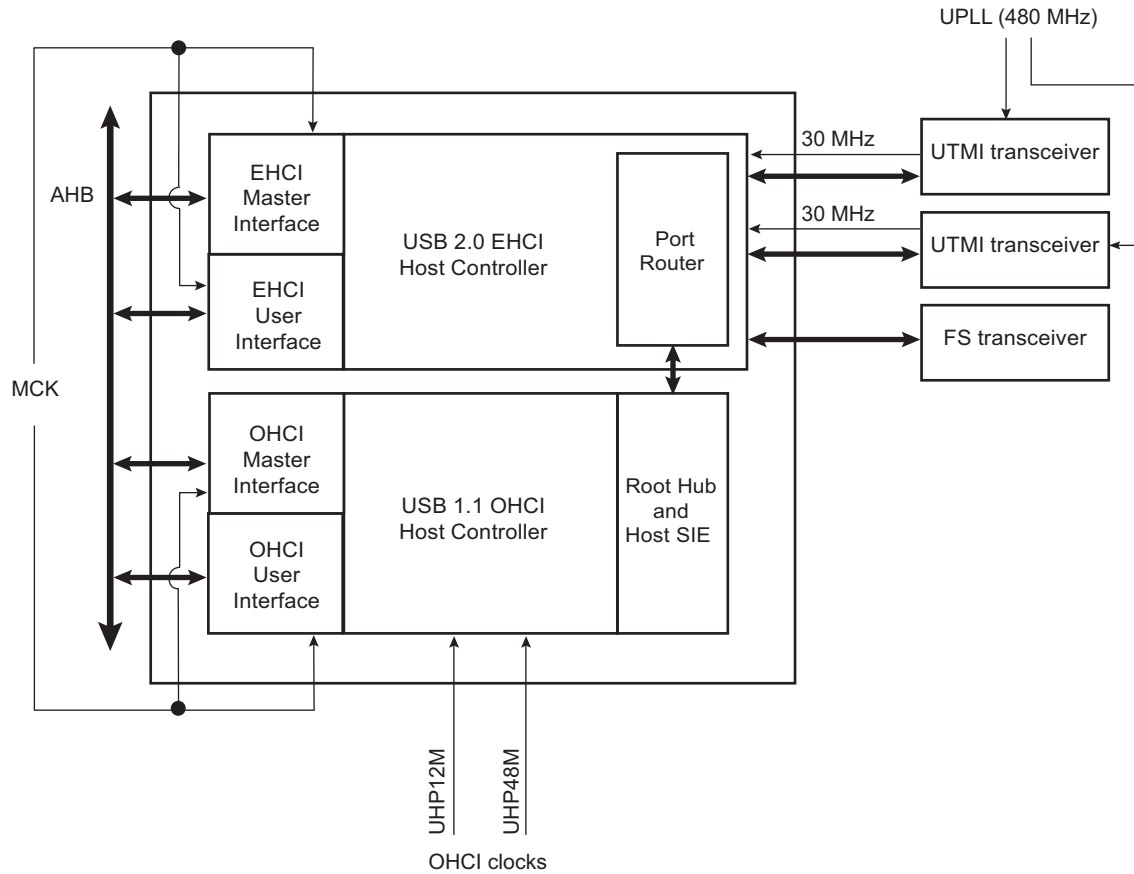 UPLL (480 MHz)
AHB
MCK
EHCI
Master
Interface
EHCI
User
Interface
USB 2.0 EHCI
Host Controller
Port
Router
30 MHz
UTMI transceiver
30 MHz
UTMI transceiver
FS transceiver
OHCI
Master
Interface
OHCI
User
Interface
USB 1.1 OHCI
Host Controller
Root Hub
and
Host SIE
UHP12M
UHP48M
OHCI clocks